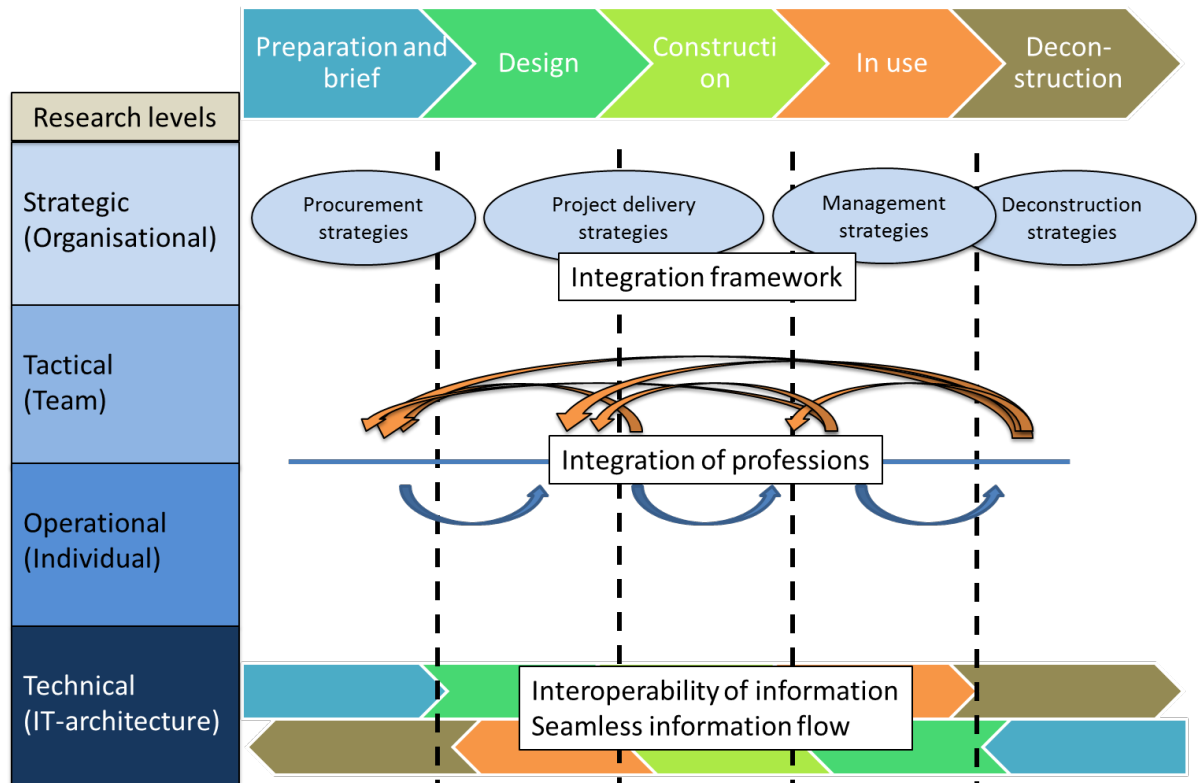 Preparation and
brief
Design
Constructi
on
In use
Decon-
struction
Research levels
Strategic
(Organisational)
Procurement
strategies
Project delivery
strategies
Management
strategies
Deconstruction
strategies
Integration framework
Tactical
(Team)
Integration of professions
Operational
(Individual)
Technical
(IT-architecture)
Interoperability of information
Seamless information flow